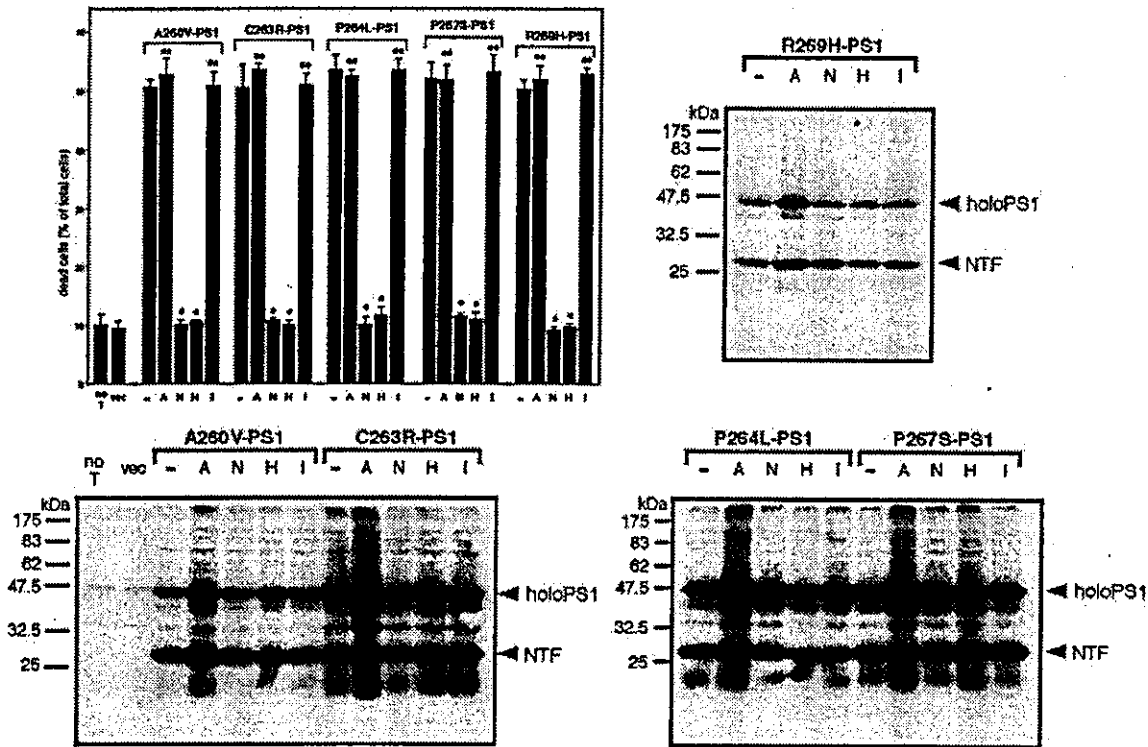 A260V-PS1 C263R-PS1 P264L-PS1 P267S-PS1 R269H-PS1
** ** ** ** ** ** ** ** ** **
* * * * * * * * * *
dead cells (% of total cells)
10
no T vec - A N H I - A N H I - A N H I - A N H I - A N H I
R269H-PS1
- A N H I
kDa
175
83
62
47.5
32.5
25
holoPS1
NTF
A260V-PS1 C263R-PS1
no T vec - A N H I - A N H I
kDa
175
83
62
47.5
32.5
25
holoPS1
NTF
P264L-PS1 P267S-PS1
- A N H I - A N H I
kDa
175
83
62
47.5
32.5
25
holoPS1
NTF